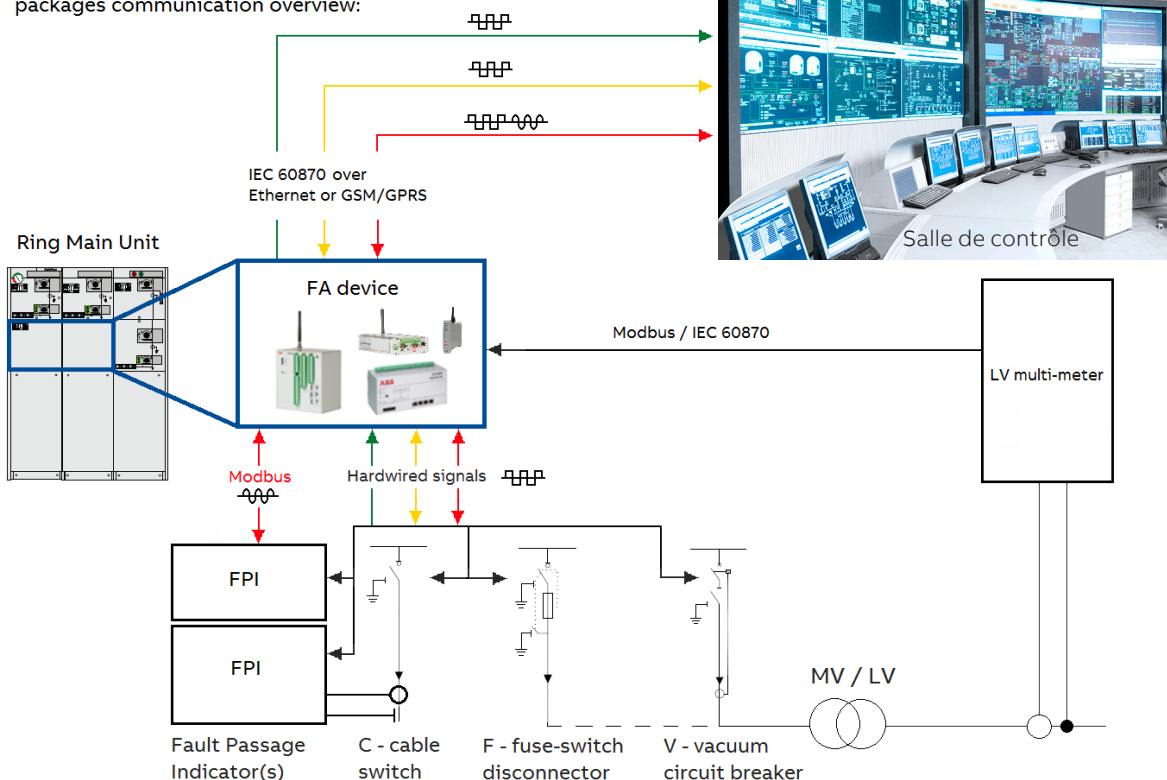 packages communication overview:
IEC 60870 over
Ethernet or GSM/GPRS
Salle de contrôle
Ring Main Unit
FA device
ABB
Modbus / IEC 60870
LV multi-meter
Modbus
Hardwired signals
FPI
FPI
MV / LV
Fault Passage
Indicator(s)
C - cable
switch
F - fuse-switch
disconnector
V - vacuum
circuit breaker